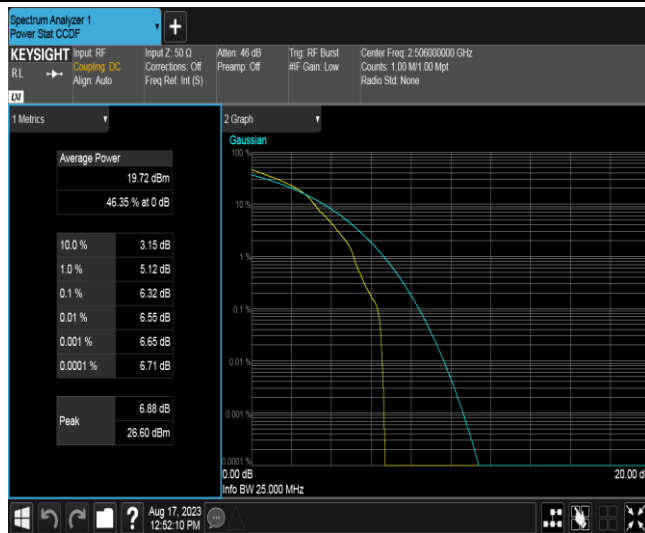 Spectrum Analyzer 1
Power Stat CCDF
+
KEYSIGHT
RL
Input: RF
Coupling: DC
Align: Auto
Input Z: 50 Ω
Corrections: Off
Freq Ref: Int (S)
Atten: 46 dB
Preamp: Off
Trig: RF Burst
#IF Gain: Low
Center Freq: 2.506000000 GHz
Counts: 1.00 M/1.00 Mpt
Radio Std: None
1 Metrics
Average Power
19.72 dBm
46.35 % at 0 dB
10.0 % 3.15 dB
1.0 % 5.12 dB
0.1 % 6.32 dB
0.01 % 6.55 dB
0.001 % 6.65 dB
0.0001 % 6.71 dB
Peak
6.88 dB
26.60 dBm
2 Graph
Gaussian
100 %
10 %
1 %
0.1 %
0.01 %
0.001 %
0.0001 %
0.00 dB
20.00 d
Info BW 25.000 MHz
?
Aug 17, 2023
12:52:10 PM